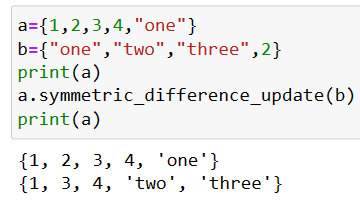 a={1,2,3,4,"one"}
b={"one","two","three",2}
print(a)
a.symmetric_difference_update(b)
print(a)
{1, 2, 3, 4, 'one'}
{1, 3, 4, 'two', 'three'}